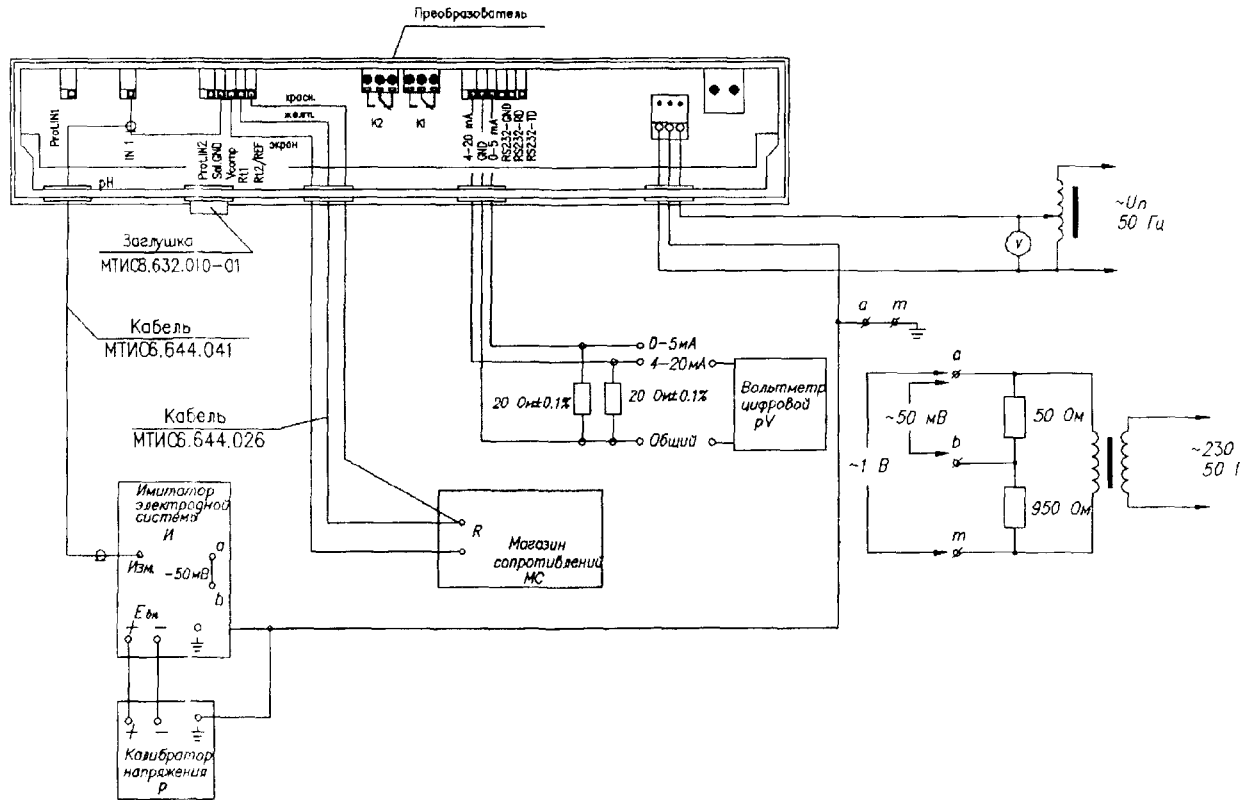 Преобразователь
ProLIN1
IN 1
ProLIN2
Sol.GND
Vcomp
Rt1
Rt2/REF
экран
красн.
желт.
K2
K1
4-20 mA
GND
0-5 mA
RS232-GND
RS232-RD
RS232-TD
pH
Заглушка
МТИС8.632.010-01
Кабель
МТИС6.644.041
Кабель
МТИС6.644.026
V
~Uп
50 Гц
a
m
0-5мА
4-20мА
20 Ом±0.1%
20 Ом±0.1%
Общий
Вольтметр
цифровой
pV
a
~50 мВ
50 Ом
b
~1 В
950 Ом
m
~230
50 Г
Имитатор
электродной
системы
И
Изм.
-50мВ
a
b
Eвн
+
–
R
Магазин
сопротивлений
МС
+
–
Калибратор
напряжения
Р